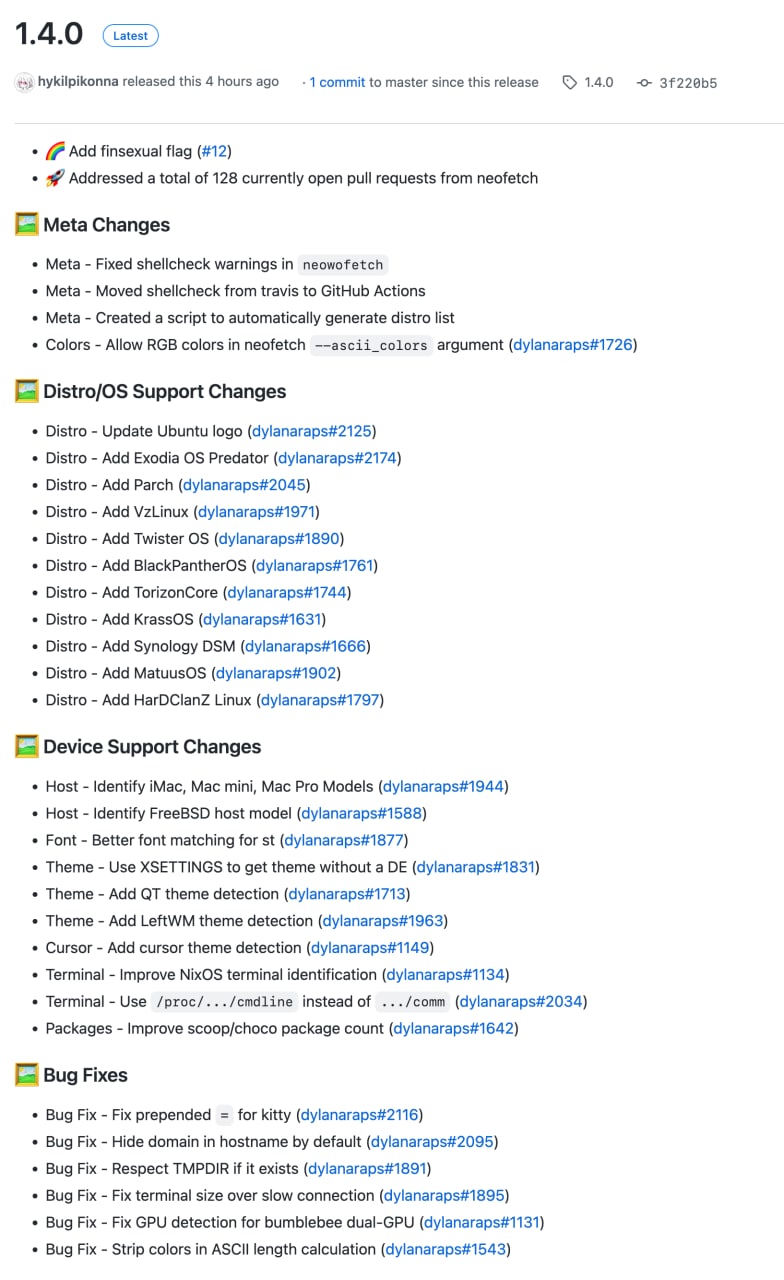 1.4.0 Latest
hykilpikonna released this 4 hours ago · 1 commit to master since this release 1.4.0 3f220b5
• 🌈 Add finsexual flag (#12)
• 🚀 Addressed a total of 128 currently open pull requests from neofetch
🖼️ Meta Changes
• Meta - Fixed shellcheck warnings in neowofetch
• Meta - Moved shellcheck from travis to GitHub Actions
• Meta - Created a script to automatically generate distro list
• Colors - Allow RGB colors in neofetch --ascii_colors argument (dylanaraps#1726)
🖼️ Distro/OS Support Changes
• Distro - Update Ubuntu logo (dylanaraps#2125)
• Distro - Add Exodia OS Predator (dylanaraps#2174)
• Distro - Add Parch (dylanaraps#2045)
• Distro - Add VzLinux (dylanaraps#1971)
• Distro - Add Twister OS (dylanaraps#1890)
• Distro - Add BlackPantherOS (dylanaraps#1761)
• Distro - Add TorizonCore (dylanaraps#1744)
• Distro - Add KrassOS (dylanaraps#1631)
• Distro - Add Synology DSM (dylanaraps#1666)
• Distro - Add MatuusOS (dylanaraps#1902)
• Distro - Add HarDClanZ Linux (dylanaraps#1797)
🖼️ Device Support Changes
• Host - Identify iMac, Mac mini, Mac Pro Models (dylanaraps#1944)
• Host - Identify FreeBSD host model (dylanaraps#1588)
• Font - Better font matching for st (dylanaraps#1877)
• Theme - Use XSETTINGS to get theme without a DE (dylanaraps#1831)
• Theme - Add QT theme detection (dylanaraps#1713)
• Theme - Add LeftWM theme detection (dylanaraps#1963)
• Cursor - Add cursor theme detection (dylanaraps#1149)
• Terminal - Improve NixOS terminal identification (dylanaraps#1134)
• Terminal - Use /proc/.../cmdline instead of .../comm (dylanaraps#2034)
• Packages - Improve scoop/choco package count (dylanaraps#1642)
🖼️ Bug Fixes
• Bug Fix - Fix prepended = for kitty (dylanaraps#2116)
• Bug Fix - Hide domain in hostname by default (dylanaraps#2095)
• Bug Fix - Respect TMPDIR if it exists (dylanaraps#1891)
• Bug Fix - Fix terminal size over slow connection (dylanaraps#1895)
• Bug Fix - Fix GPU detection for bumblebee dual-GPU (dylanaraps#1131)
• Bug Fix - Strip colors in ASCII length calculation (dylanaraps#1543)